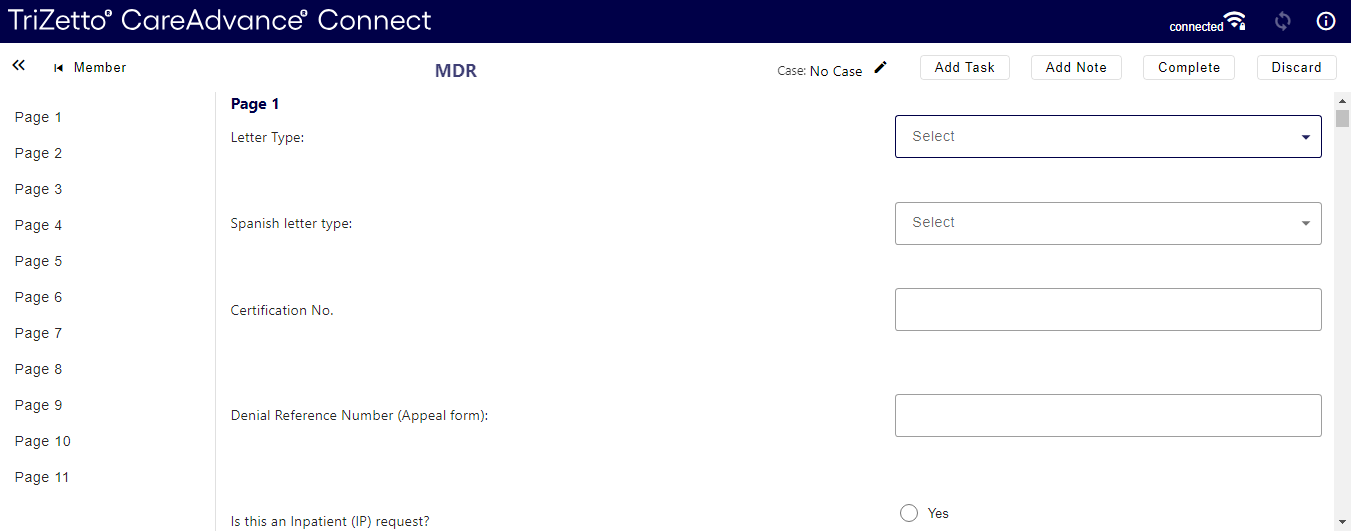 TriZetto® CareAdvance® Connect
connected
Member
MDR
Case: No Case
Add Task
Add Note
Complete
Discard
Page 1
Page 2
Page 3
Page 4
Page 5
Page 6
Page 7
Page 8
Page 9
Page 10
Page 11
Page 1
Letter Type:
Select
Spanish letter type:
Select
Certification No.
Denial Reference Number (Appeal form):
Is this an Inpatient (IP) request?
Yes